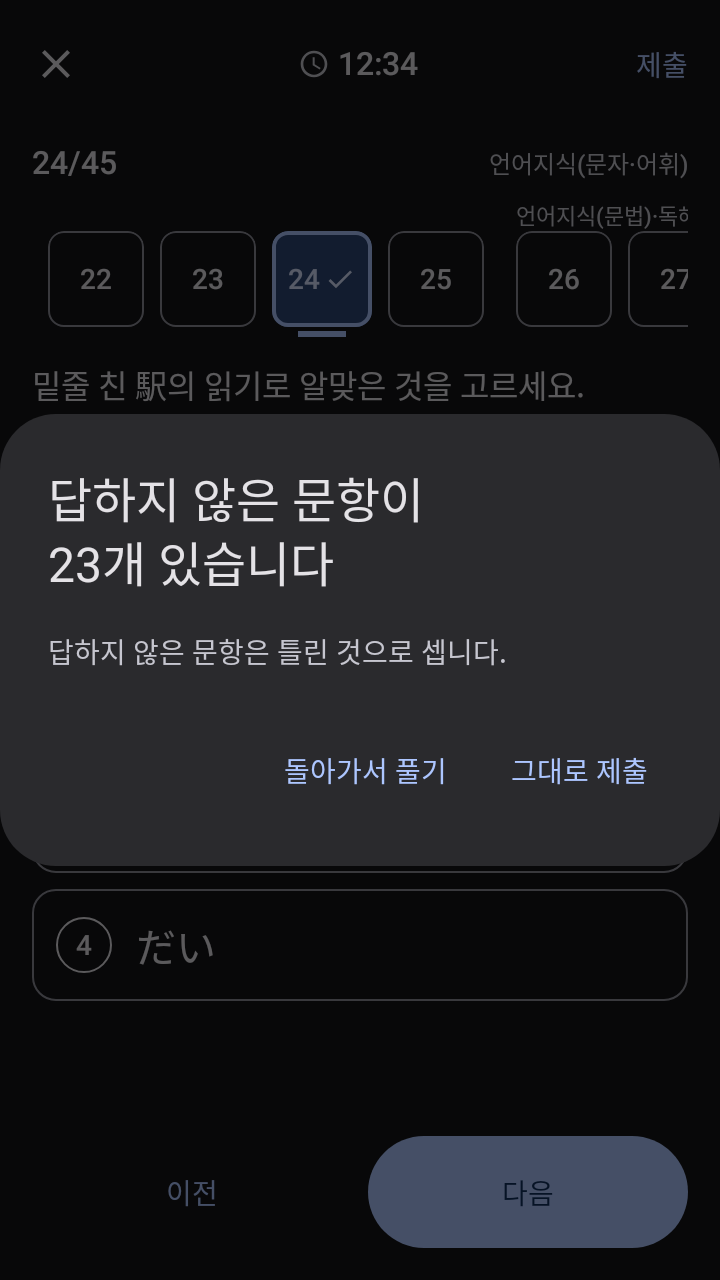 12:34
제출
24/45
언어지식(문자·어휘)
언어지식(문법)·독해
22
23
24
25
26
27
밑줄 친 駅의 읽기로 알맞은 것을 고르세요.
답하지 않은 문항이
23개 있습니다
답하지 않은 문항은 틀린 것으로 셉니다.
돌아가서 풀기
그대로 제출
4 だい
이전
다음